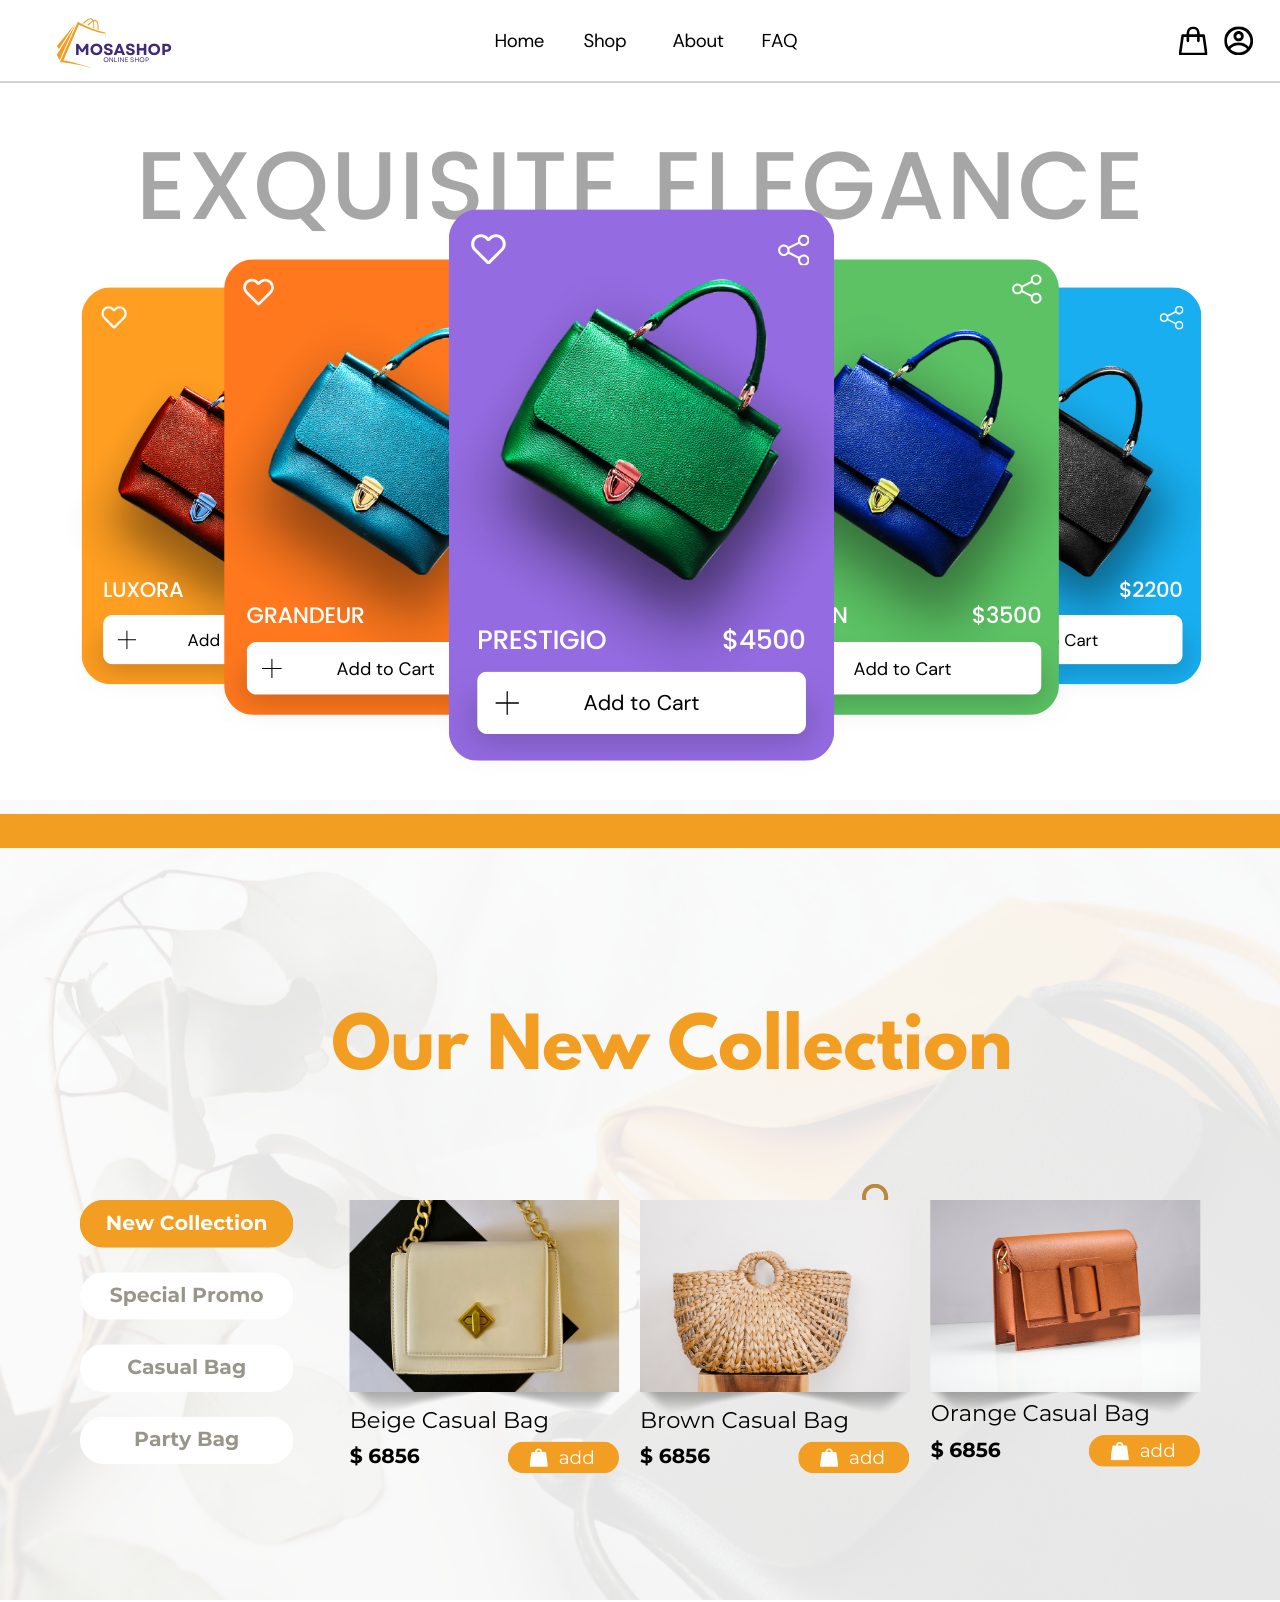 MOSASHOP
ONLINE SHOP
Home Shop About FAQ
EXQUISITE ELEGANCE
LUXORA
Add
GRANDEUR
Add to Cart
PRESTIGIO $4500
Add to Cart
N $3500
Add to Cart
$2200
Cart
Our New Collection
New Collection
Special Promo
Casual Bag
Party Bag
Beige Casual Bag
$ 6856 add
Brown Casual Bag
$ 6856 add
Orange Casual Bag
$ 6856 add